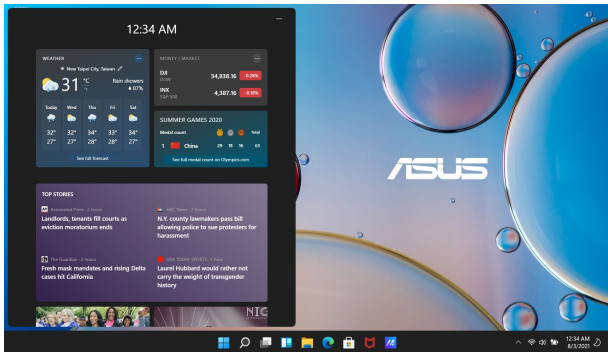 12:34 AM
WEATHER
New Taipei City, Taiwan
31 °C
°F
Rain showers
87%
Today Wed Thu Fri Sat
32° 32° 34° 33° 34°
27° 27° 28° 28° 27°
See full forecast
MONEY | MARKET
DJI 34,838.16 -0.28%
DOW
INX 4,387.16 -0.18%
S&P 500
SUMMER GAMES 2020
Medal count Total
1 China 29 18 16 63
See full medal count on Olympics.com
TOP STORIES
AP Associated Press · 2 hours
Landlords, tenants fill courts as
eviction moratorium ends
ABC News · 2 hours
N.Y. county lawmakers pass bill
allowing police to sue protesters for
harassment
The Guardian · 2 hours
Fresh mask mandates and rising Delta
cases hit California
USA TODAY SPORTS · 1 hour
Laurel Hubbard would rather not
carry the weight of transgender
history
NIG
ASUS
12:34 AM
8/3/2021